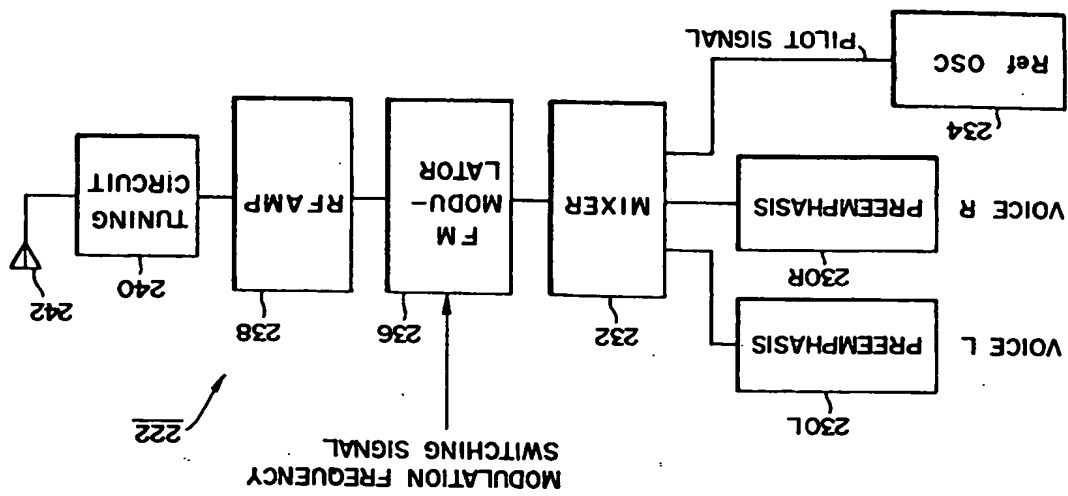 MODULATION FREQUENCY
SWITCHING SIGNAL
222
230L
VOICE L
PREEMPHASIS
230R
VOICE R
PREEMPHASIS
234
Ref OSC
PILOT SIGNAL
232
MIXER
236
FM
MODU-
LATOR
238
RF AMP
240
TUNING
CIRCUIT
242